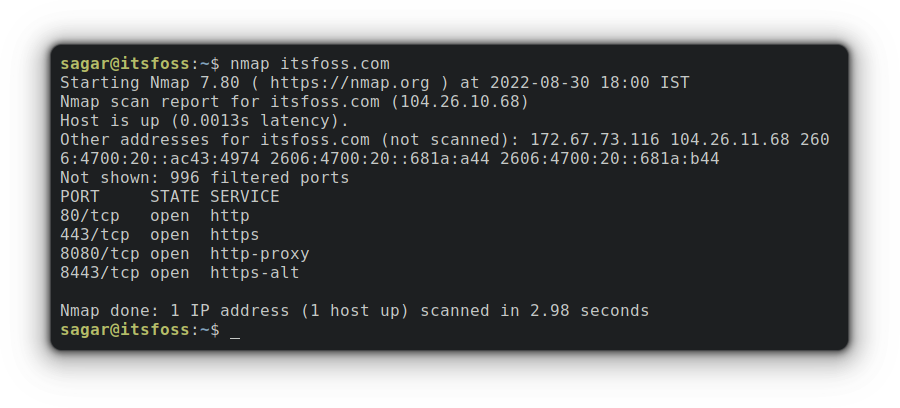 sagar@itsfoss:~$ nmap itsfoss.com
Starting Nmap 7.80 ( https://nmap.org ) at 2022-08-30 18:00 IST
Nmap scan report for itsfoss.com (104.26.10.68)
Host is up (0.0013s latency).
Other addresses for itsfoss.com (not scanned): 172.67.73.116 104.26.11.68 260
6:4700:20::ac43:4974 2606:4700:20::681a:a44 2606:4700:20::681a:b44
Not shown: 996 filtered ports
PORT     STATE SERVICE
80/tcp   open  http
443/tcp  open  https
8080/tcp open  http-proxy
8443/tcp open  https-alt

Nmap done: 1 IP address (1 host up) scanned in 2.98 seconds
sagar@itsfoss:~$ _